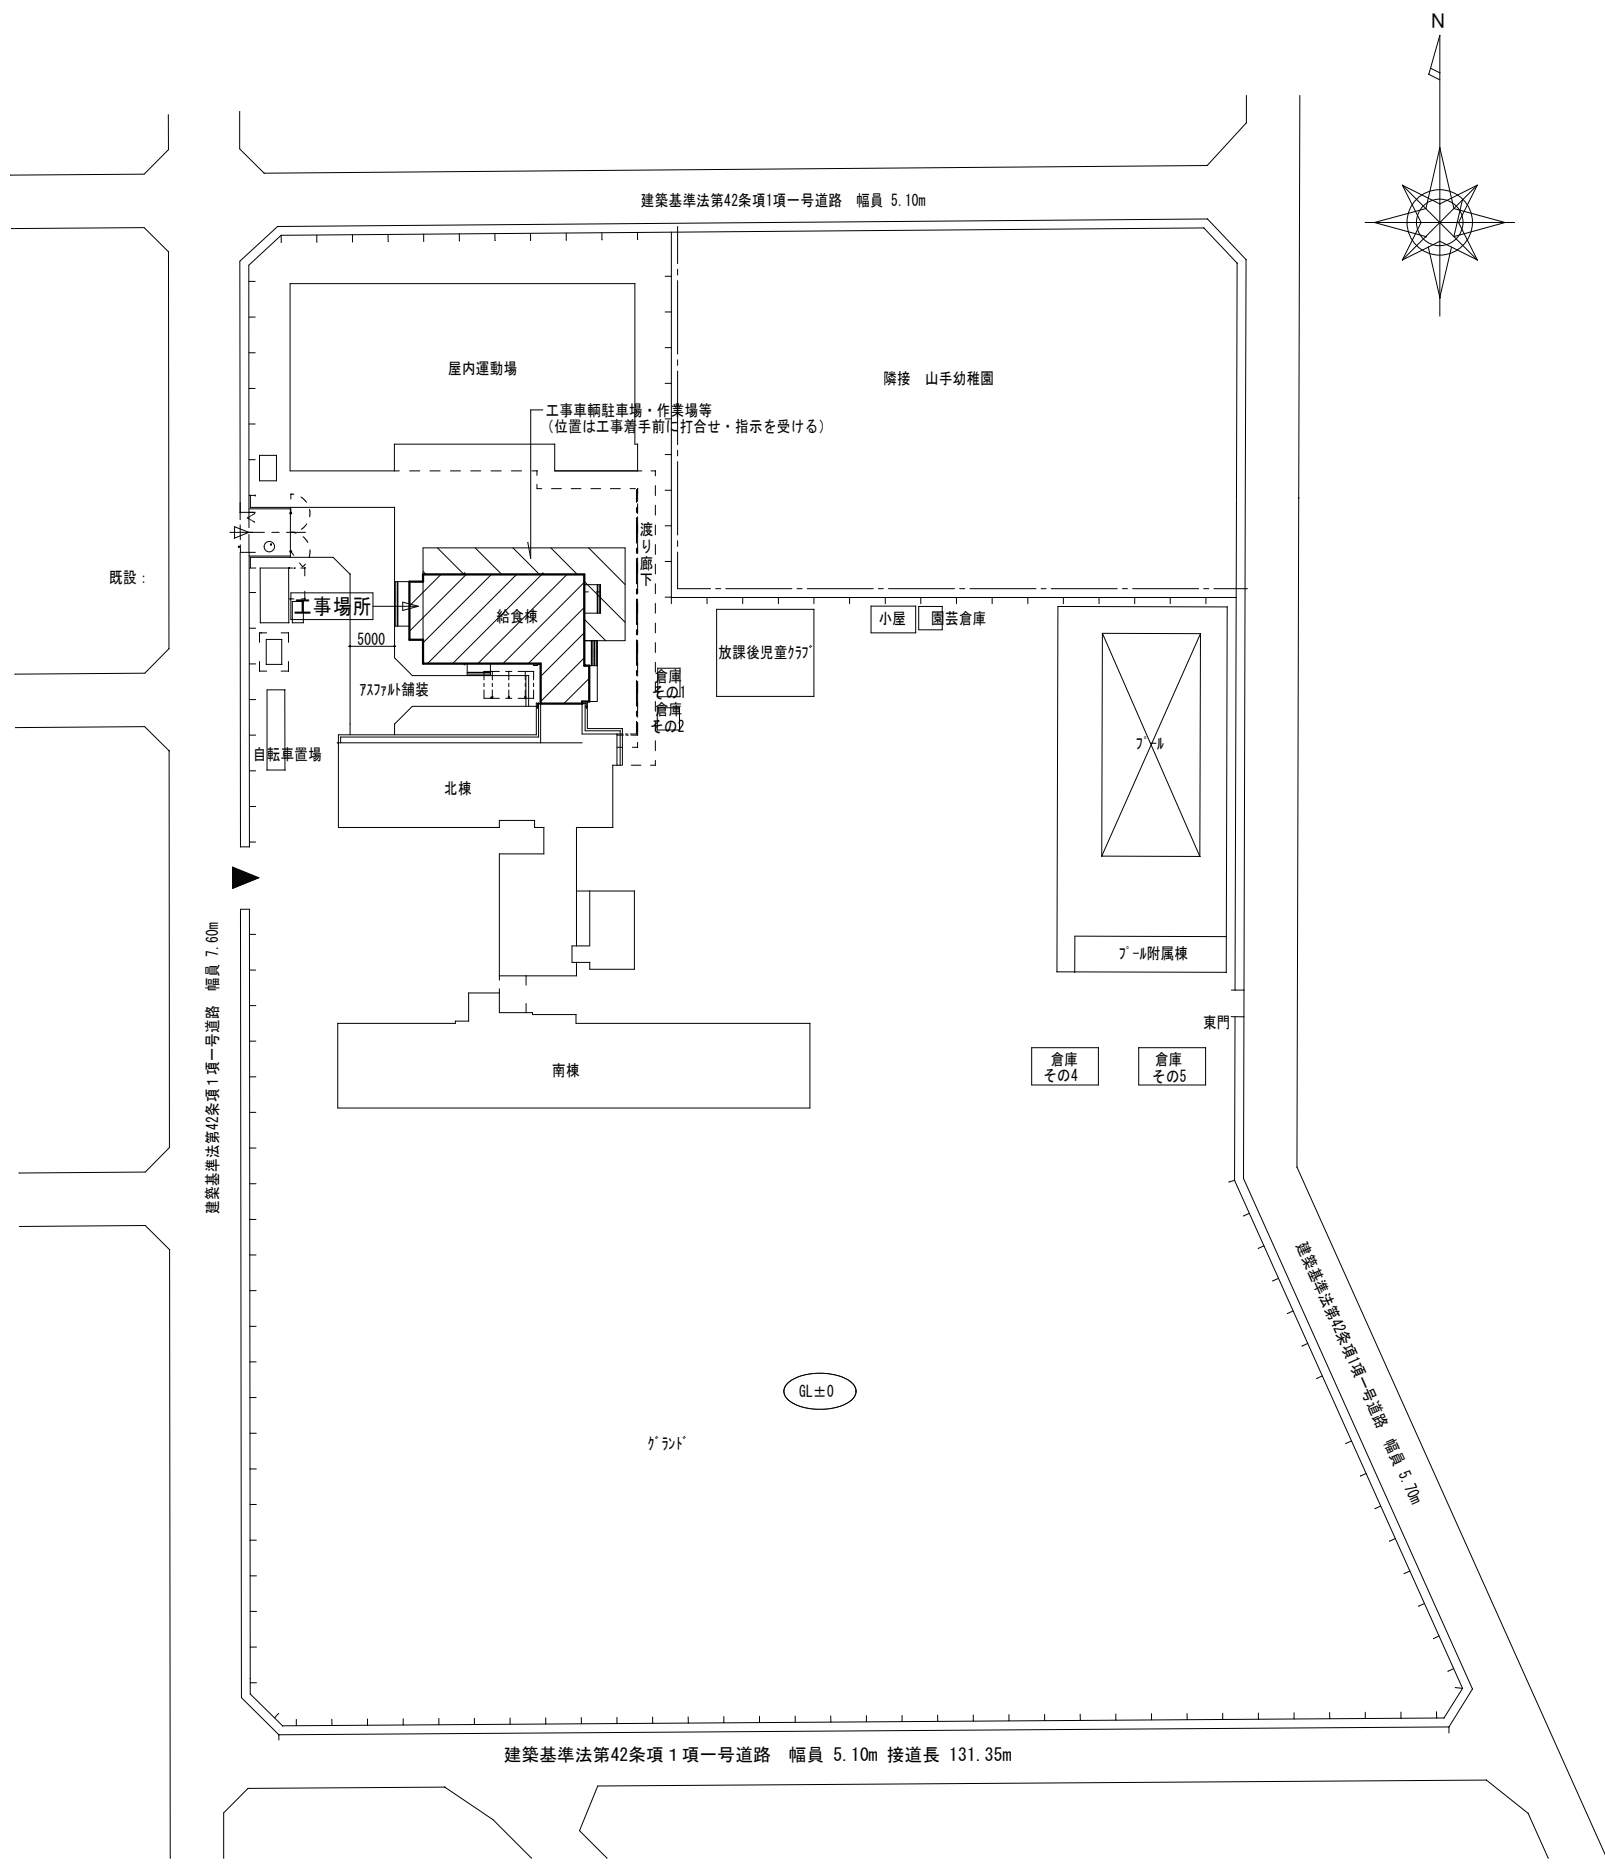 N
建築基準法第42条項1項一号道路　幅員 5.10m
屋内運動場
隣接　山手幼稚園
工事車輌駐車場・作業場等
(位置は工事着手前に打合せ・指示を受ける)
渡り廊下
既設：
工事場所
給食棟
小屋
園芸倉庫
5000
放課後児童ｸﾗﾌﾞ
ｱｽﾌｧﾙﾄ舗装
倉庫
その1
倉庫
その2
自転車置場
ﾌﾟｰﾙ
北棟
ﾌﾟｰﾙ附属棟
建築基準法第42条項１項一号道路　幅員 7.60m
東門
南棟
倉庫
その4
倉庫
その5
建築基準法第42条項1項一号道路　幅員 5.70m
GL±0
ｸﾞﾗﾝﾄﾞ
建築基準法第42条項１項一号道路　幅員 5.10m 接道長 131.35m